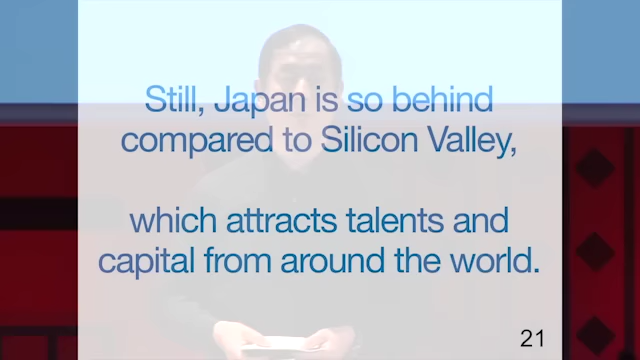 Still, Japan is so behind
compared to Silicon Valley,
which attracts talents and
capital from around the world.
21